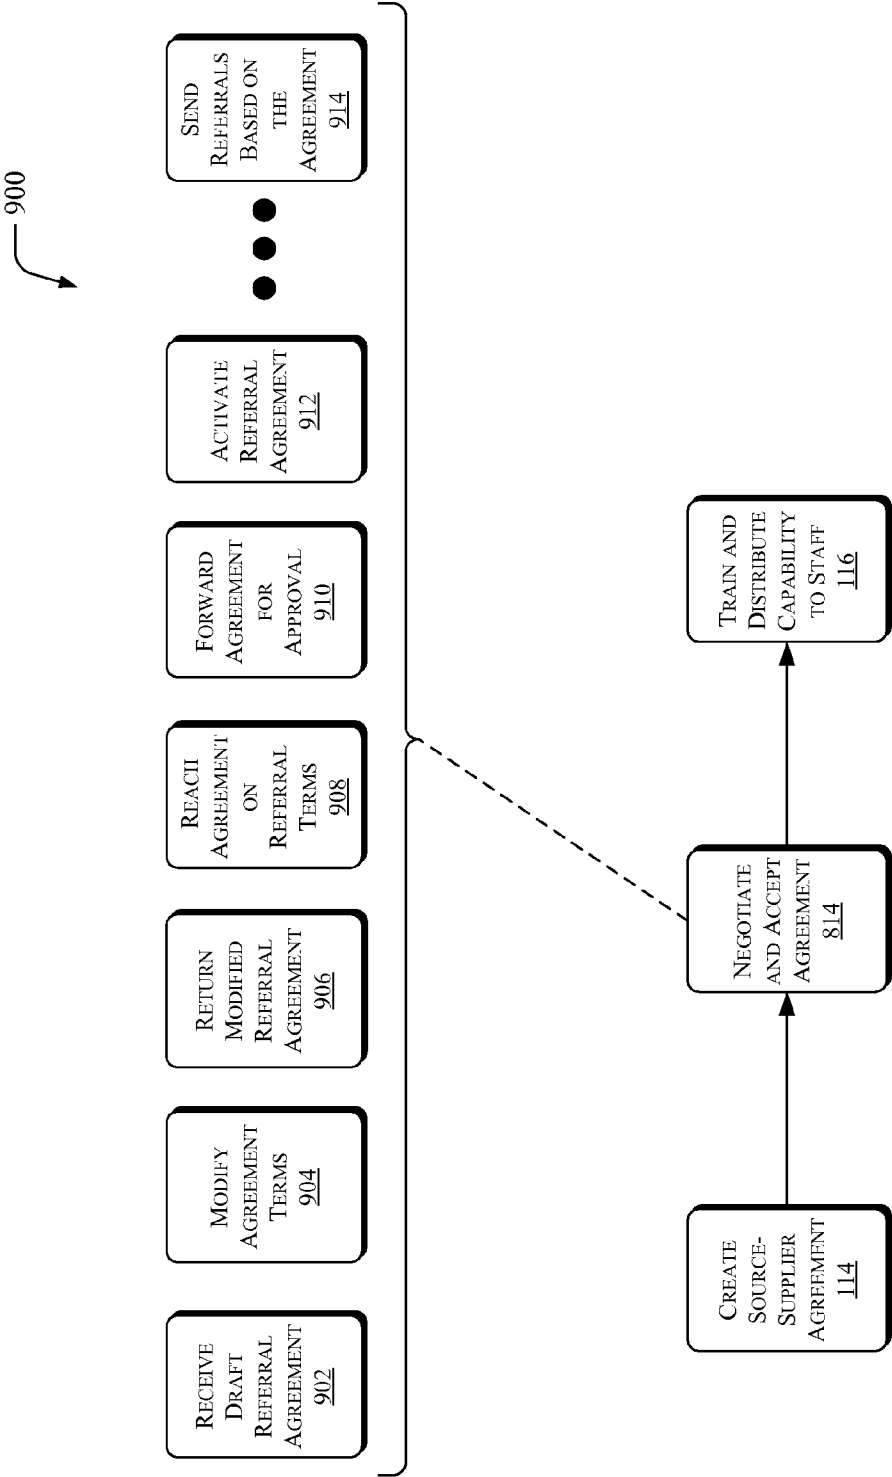 900
RECEIVE
DRAFT
REFERRAL
AGREEMENT
902
MODIFY
AGREEMENT
TERMS
904
RETURN
MODIFIED
REFERRAL
AGREEMENT
906
REACH
AGREEMENT
ON
REFERRAL
TERMS
908
FORWARD
AGREEMENT
FOR
APPROVAL
910
ACTIVATE
REFERRAL
AGREEMENT
912
SEND
REFERRALS
BASED ON
THE
AGREEMENT
914
CREATE
SOURCE-
SUPPLIER
AGREEMENT
114
NEGOTIATE
AND ACCEPT
AGREEMENT
814
TRAIN AND
DISTRIBUTE
CAPABILITY
TO STAFF
116